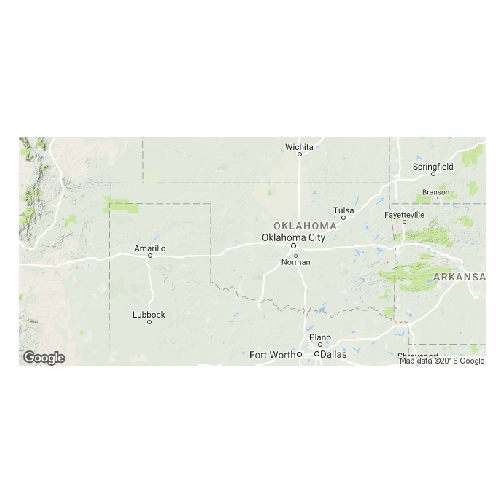 Wichita
Springfield
Branson
Tulsa
Fayetteville
OKLAHOMA
Oklahoma City
Amarillo
Norman
ARKANSA
Lubbock
Plano
Fort Worth
Dallas
Shreveport
Google
Map data ©2016 Google